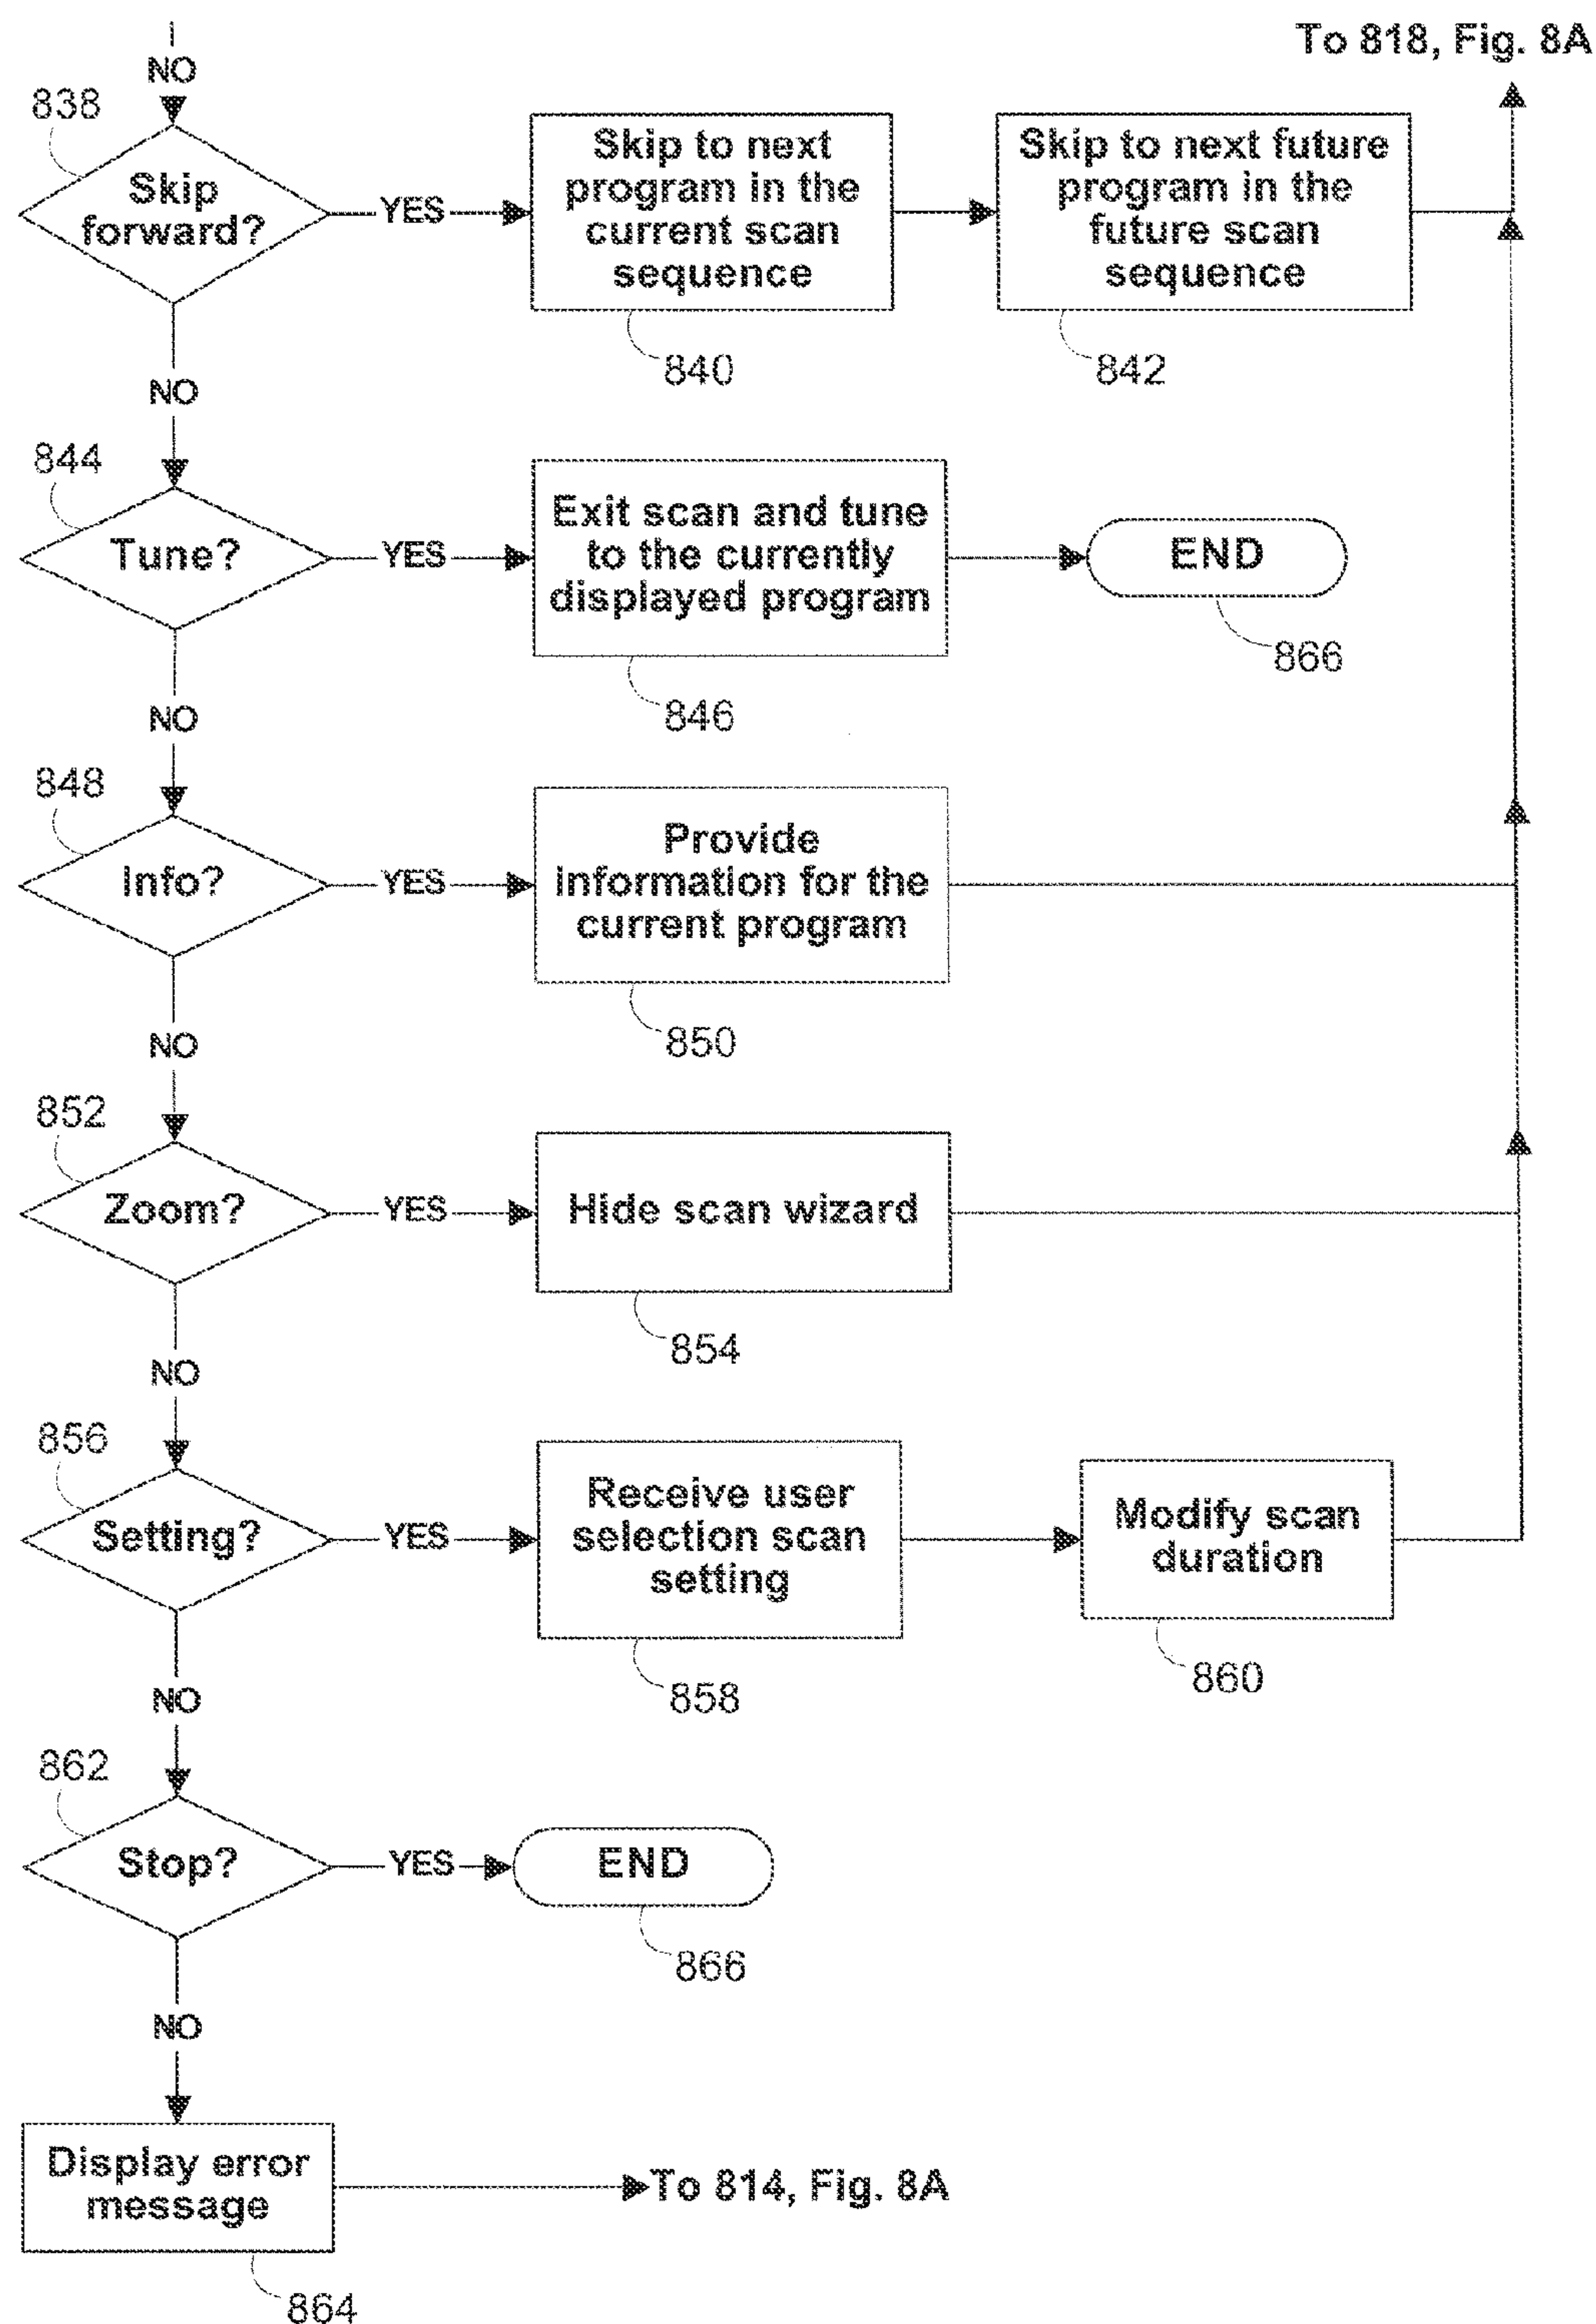 To 818, Fig. 8A
NO
838
Skip
forward?
YES
Skip to next
program in the
current scan
sequence
840
Skip to next future
program in the
future scan
sequence
842
NO
844
Tune?
YES
Exit scan and tune
to the currently
displayed program
846
END
866
NO
848
Info?
YES
Provide
information for the
current program
850
NO
852
Zoom?
YES
Hide scan wizard
854
NO
856
Setting?
YES
Receive user
selection scan
setting
858
Modify scan
duration
860
NO
862
Stop?
YES
END
866
NO
Display error
message
864
To 814, Fig. 8A